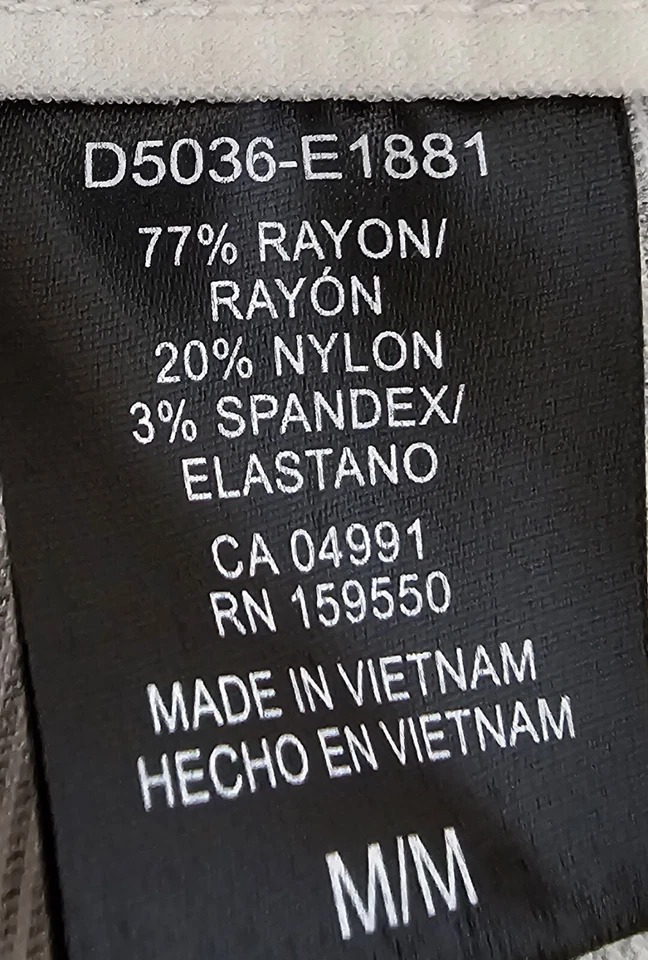 D5036-E1881
77% RAYON/
RAYÓN
20% NYLON
3% SPANDEX/
ELASTANO
CA 04991
RN 159550
MADE IN VIETNAM
HECHO EN VIETNAM
M/M